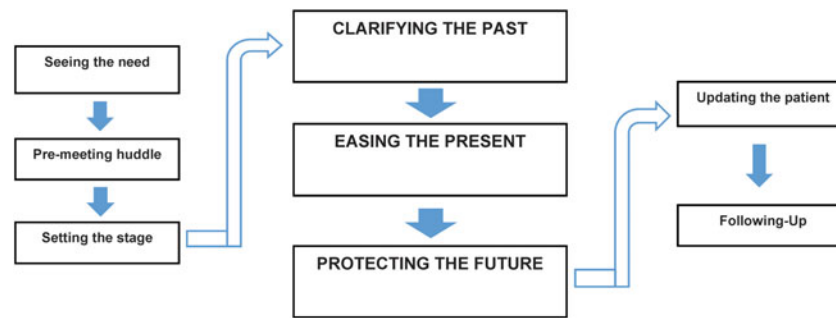 Seeing the need
Pre-meeting huddle
Setting the stage
CLARIFYING THE PAST
EASING THE PRESENT
PROTECTING THE FUTURE
Updating the patient
Following-Up